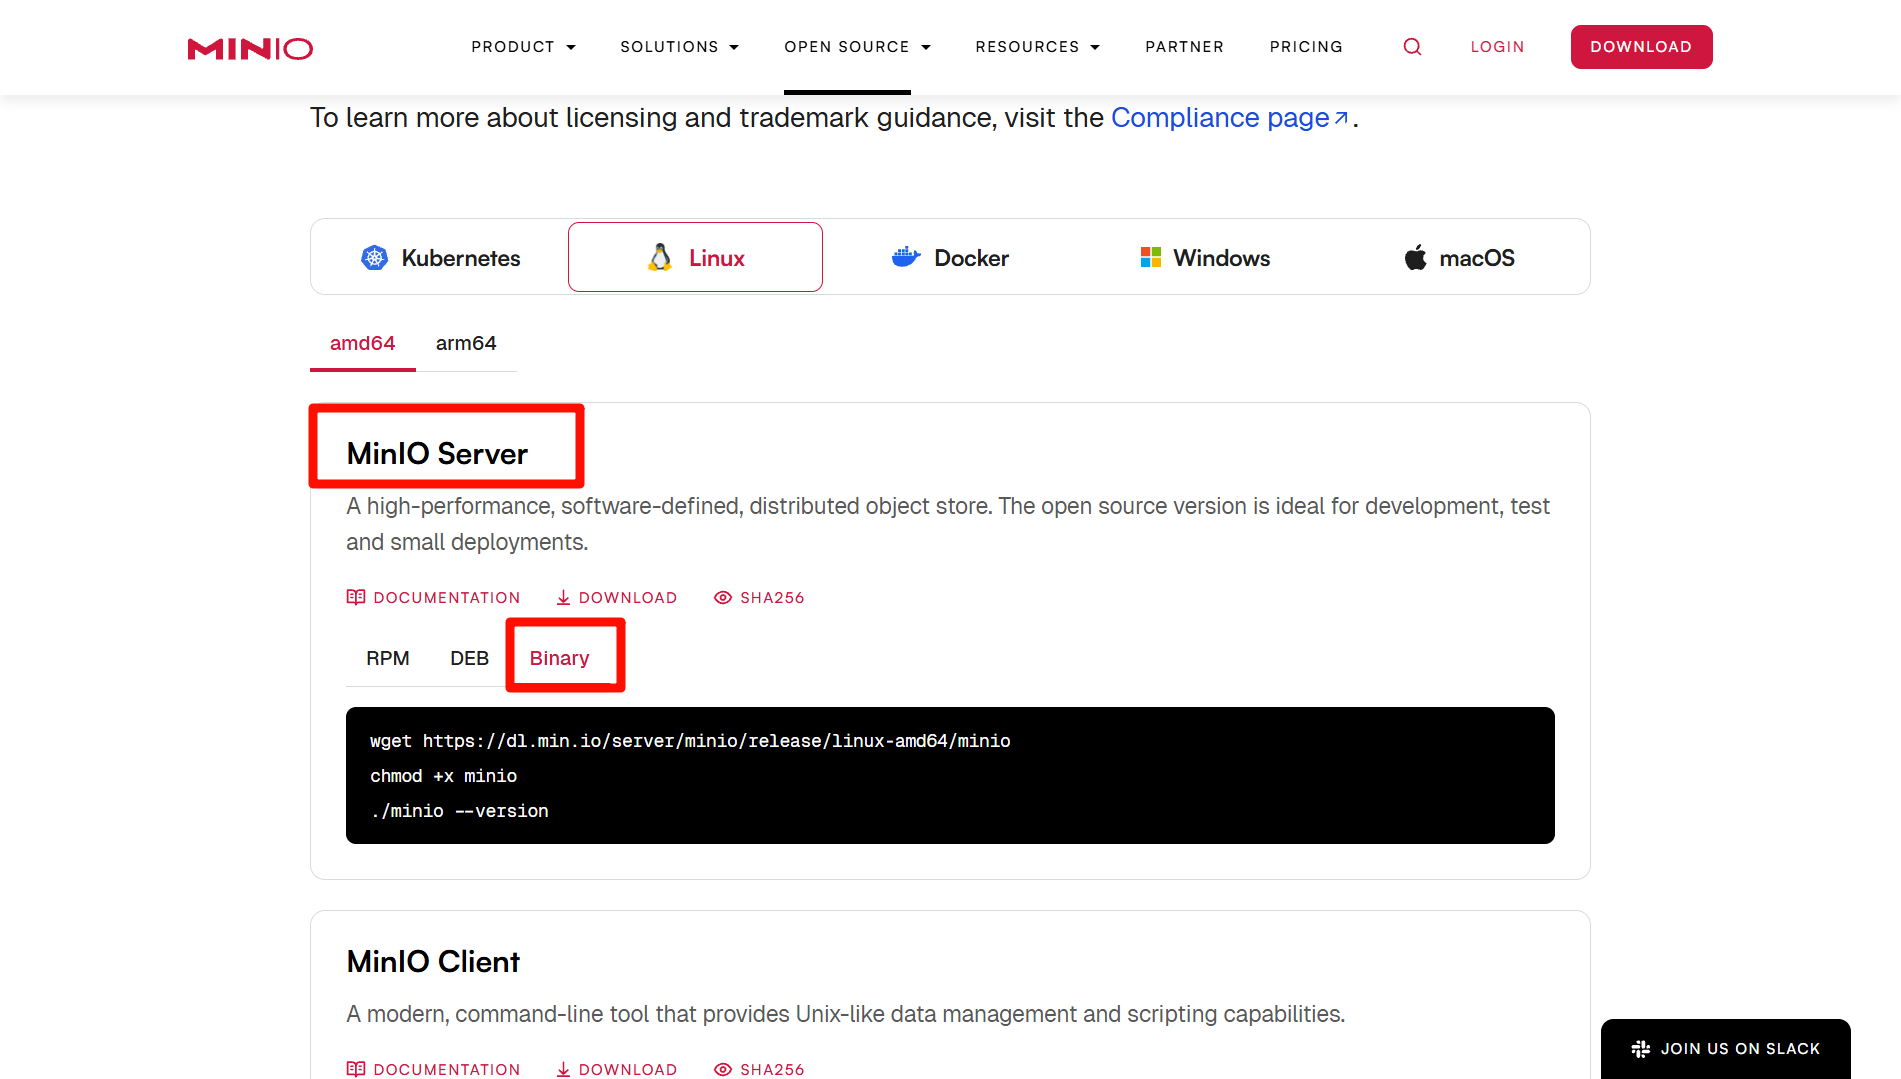 MINIO
PRODUCT SOLUTIONS OPEN SOURCE RESOURCES PARTNER PRICING LOGIN DOWNLOAD
To learn more about licensing and trademark guidance, visit the Compliance page↗.
Kubernetes Linux Docker Windows macOS
amd64 arm64
MinIO Server
A high-performance, software-defined, distributed object store. The open source version is ideal for development, test
and small deployments.
DOCUMENTATION DOWNLOAD SHA256
RPM DEB Binary
wget https://dl.min.io/server/minio/release/linux-amd64/minio
chmod +x minio
./minio --version
MinIO Client
A modern, command-line tool that provides Unix-like data management and scripting capabilities.
DOCUMENTATION DOWNLOAD SHA256
JOIN US ON SLACK